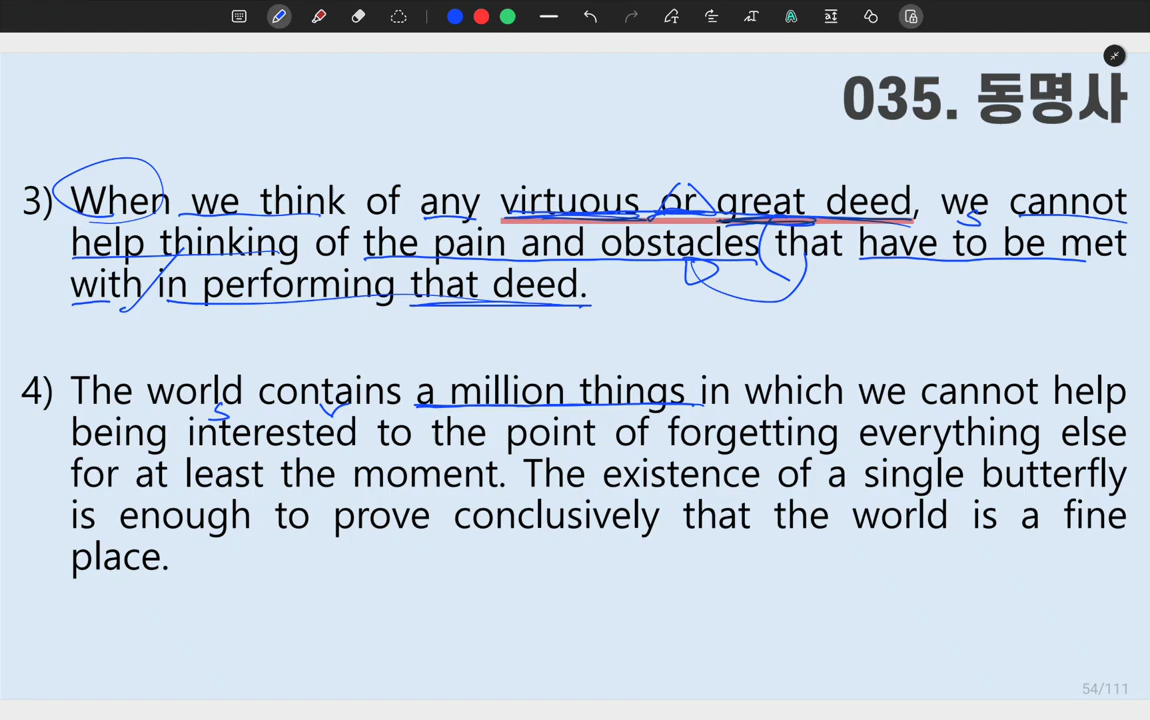 035. 동명사
3) When we think of any virtuous or great deed, we cannot
help thinking of the pain and obstacles that have to be met
with in performing that deed.
4) The world contains a million things in which we cannot help
s v
being interested to the point of forgetting everything else
for at least the moment. The existence of a single butterfly
is enough to prove conclusively that the world is a fine
place.
54/111